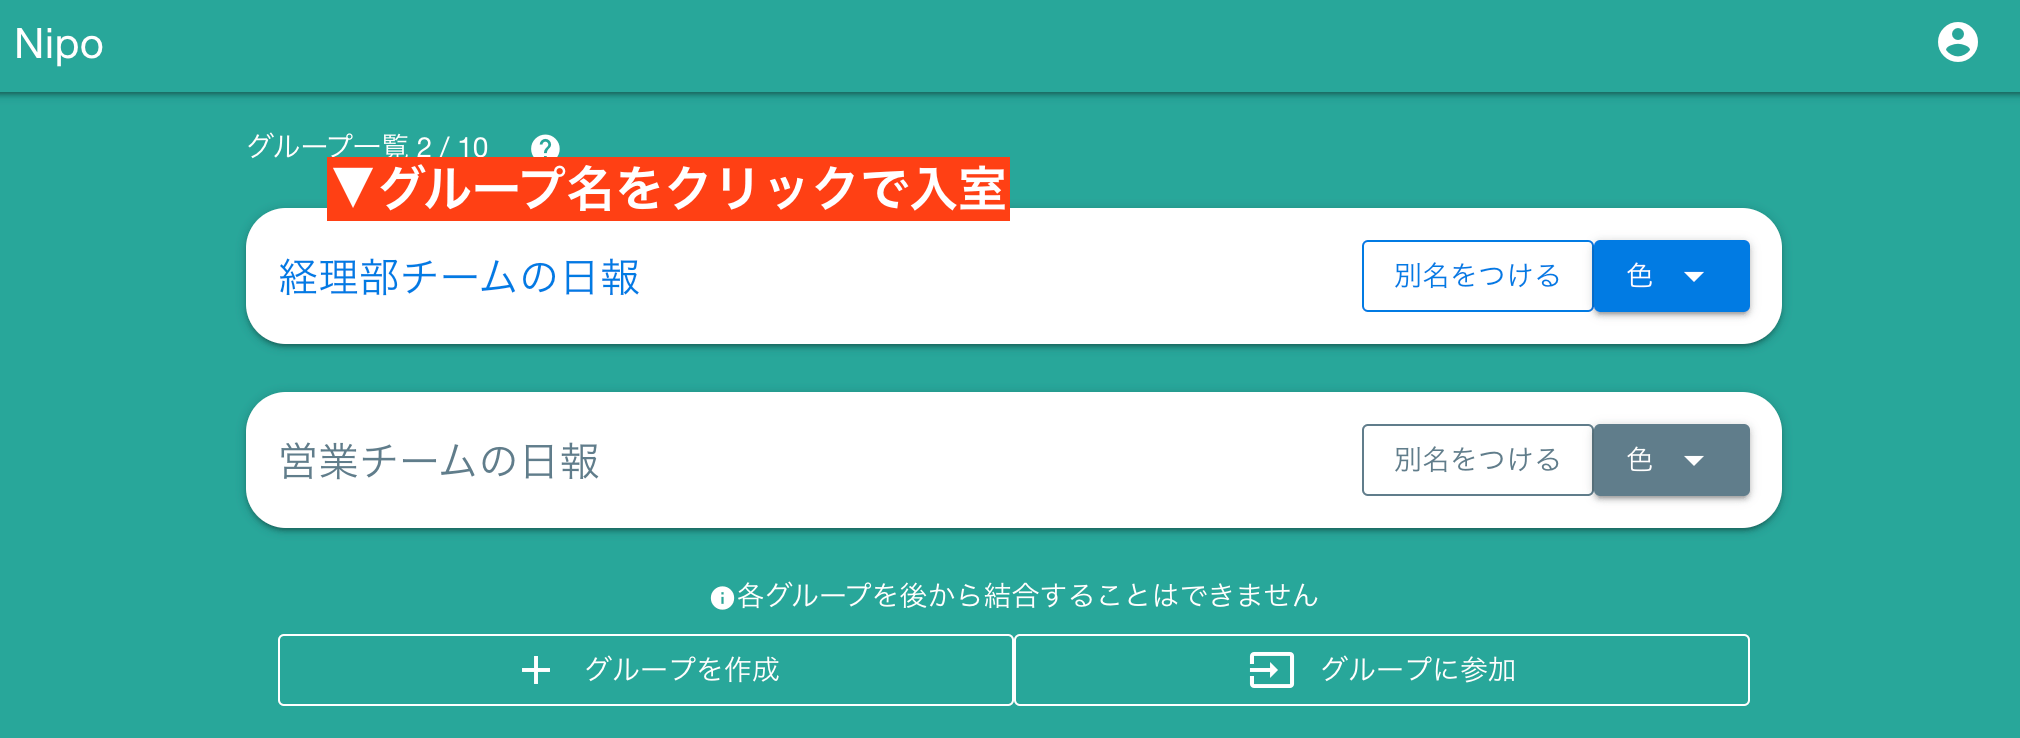 Nipo
グループ一覧 2 / 10
▼グループ名をクリックで入室
経理部チームの日報
別名をつける
色
営業チームの日報
別名をつける
色
各グループを後から結合することはできません
グループを作成
グループに参加